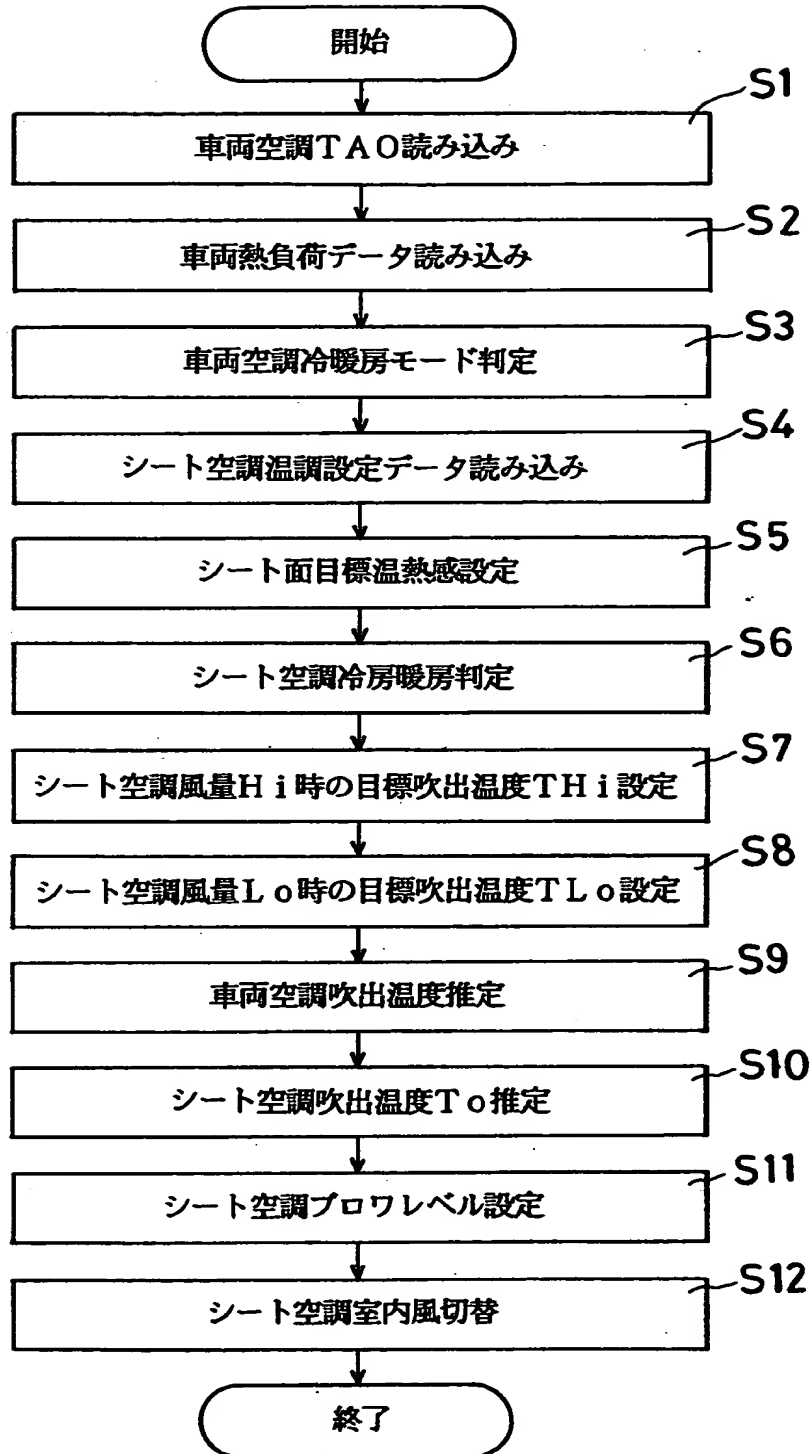 開始
S1
車両空調TAO読み込み
S2
車両熱負荷データ読み込み
S3
車両空調冷暖房モード判定
S4
シート空調温調設定データ読み込み
S5
シート面目標温熱感設定
S6
シート空調冷房暖房判定
S7
シート空調風量Hi時の目標吹出温度THi設定
S8
シート空調風量Lo時の目標吹出温度TLo設定
S9
車両空調吹出温度推定
S10
シート空調吹出温度To推定
S11
シート空調ブロワレベル設定
S12
シート空調室内風切替
終了